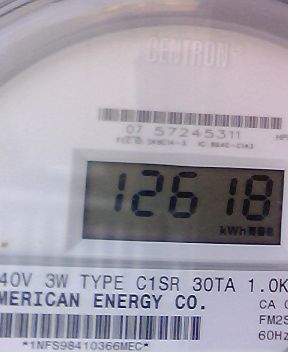 CENTRON
07 57245311
12618
kWh
40V 3W TYPE C1SR 30TA 1.0K
MERICAN ENERGY CO.
CA
FM2S
60Hz
*1NFS98410366MEC*